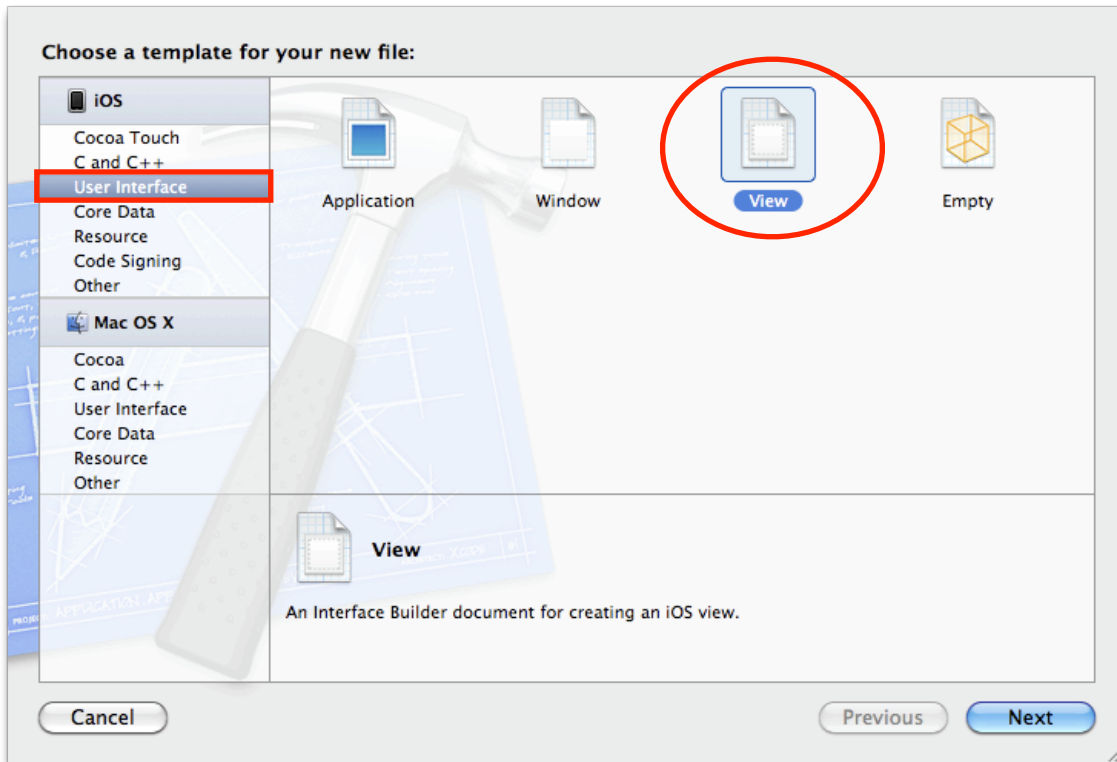 Choose a template for your new file:
iOS
Cocoa Touch
C and C++
User Interface
Core Data
Resource
Code Signing
Other
Mac OS X
Cocoa
C and C++
User Interface
Core Data
Resource
Other
Application
Window
View
Empty
View
An Interface Builder document for creating an iOS view.
Cancel
Previous
Next